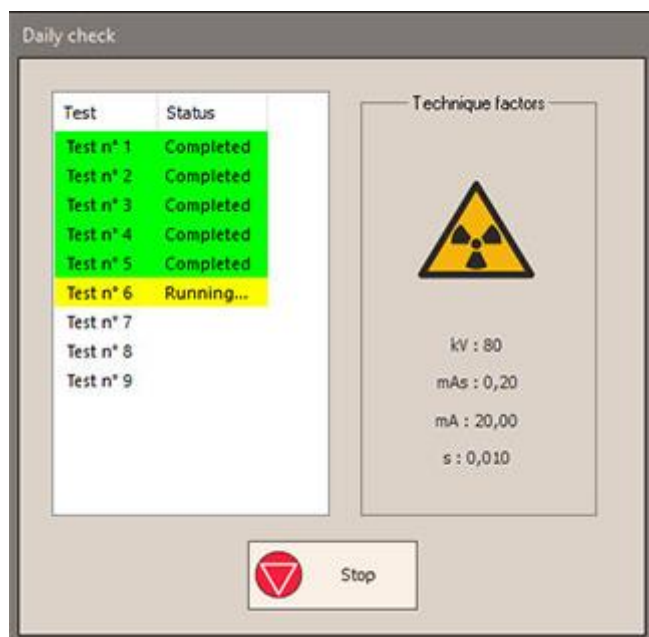 Daily check
Test Status
Test n° 1 Completed
Test n° 2 Completed
Test n° 3 Completed
Test n° 4 Completed
Test n° 5 Completed
Test n° 6 Running...
Test n° 7
Test n° 8
Test n° 9
Technique factors
kV : 80
mAs : 0,20
mA : 20,00
s : 0,010
Stop